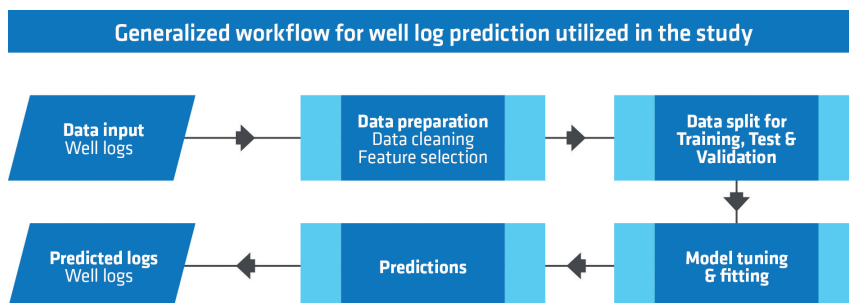 Generalized workflow for well log prediction utilized in the study
Data input
Well logs
Data preparation
Data cleaning
Feature selection
Data split for
Training, Test &
Validation
Model tuning
& fitting
Predictions
Predicted logs
Well logs